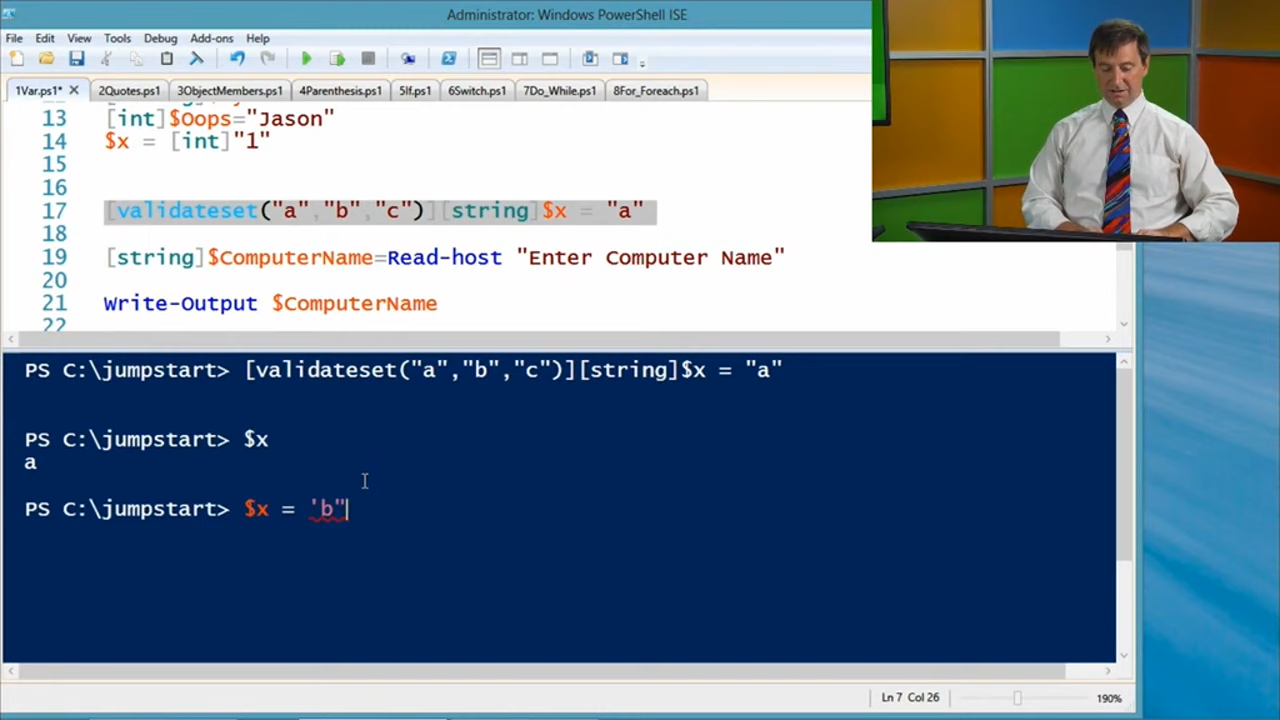 Administrator: Windows PowerShell ISE
File Edit View Tools Debug Add-ons Help
1Var.ps1* 2Quotes.ps1 3ObjectMembers.ps1 4Parenthesis.ps1 5If.ps1 6Switch.ps1 7Do_While.ps1 8For_Foreach.ps1
13 [int]$Oops="Jason"
14 $x = [int]"1"
15
16
17 [validateset("a","b","c")][string]$x = "a"
18
19 [string]$ComputerName=Read-host "Enter Computer Name"
20
21 Write-Output $ComputerName
22
PS C:\jumpstart> [validateset("a","b","c")][string]$x = "a"
PS C:\jumpstart> $x
a
PS C:\jumpstart> $x = 'b"
Ln 7 Col 26 190%